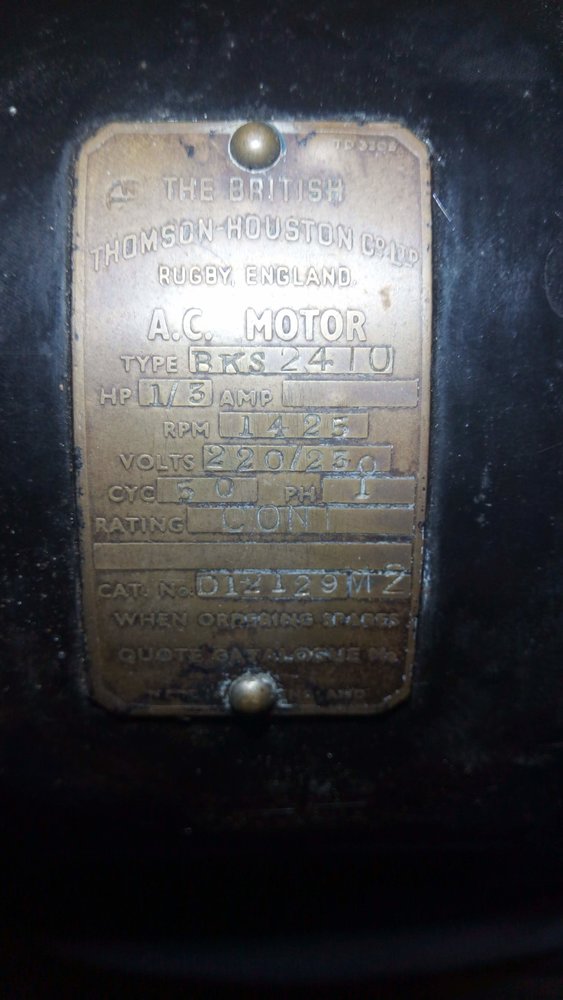 THE BRITISH
THOMSON-HOUSTON CO. LTD
RUGBY, ENGLAND.
A.C. MOTOR
TYPE BKS 2410
HP 1/3 AMP
RPM 1425
VOLTS 220/230
CYC 50 PH 1
RATING CONT
CAT. No. D12129MZ
WHEN ORDERING SPARES
QUOTE CATALOGUE No.
ENGLAND